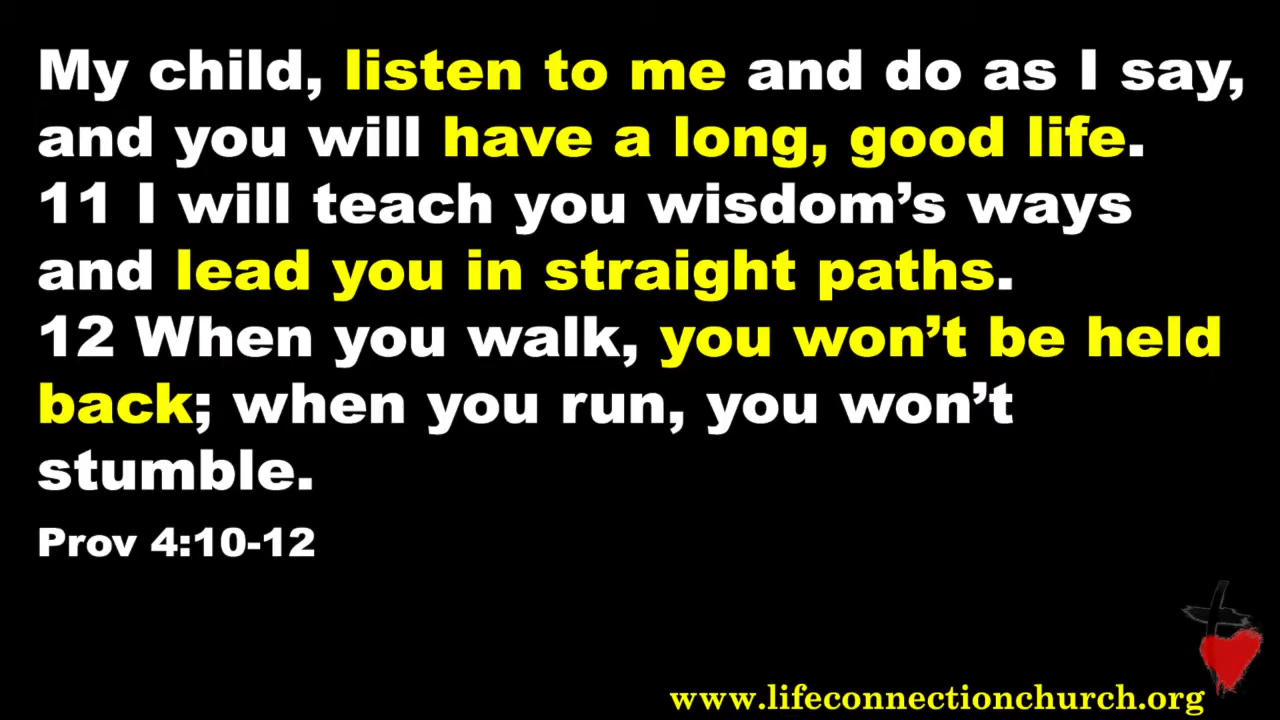 My child, listen to me and do as I say,
and you will have a long, good life.
11 I will teach you wisdom’s ways
and lead you in straight paths.
12 When you walk, you won’t be held
back; when you run, you won’t
stumble.
Prov 4:10-12
www.lifeconnectionchurch.org